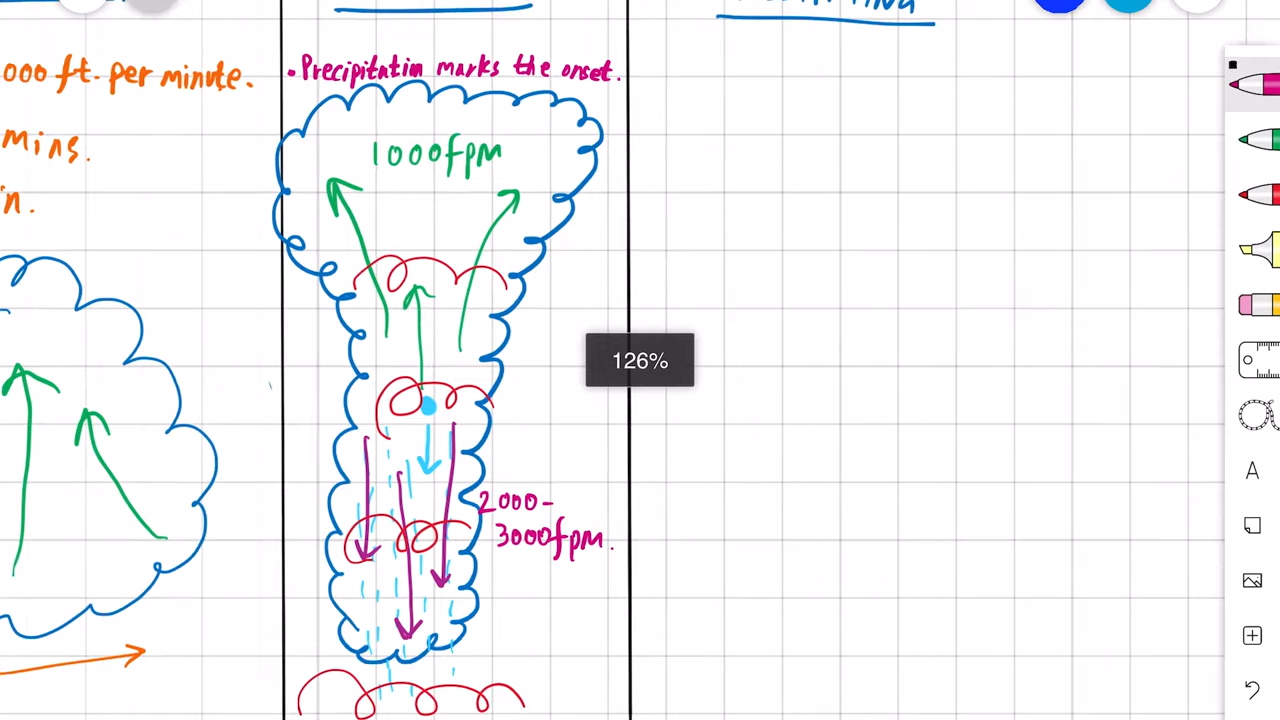 000 ft. per minute.
mins.
n.
• Precipitatin marks the onset.
1000fpm
126%
2000-
3000fpm.
A